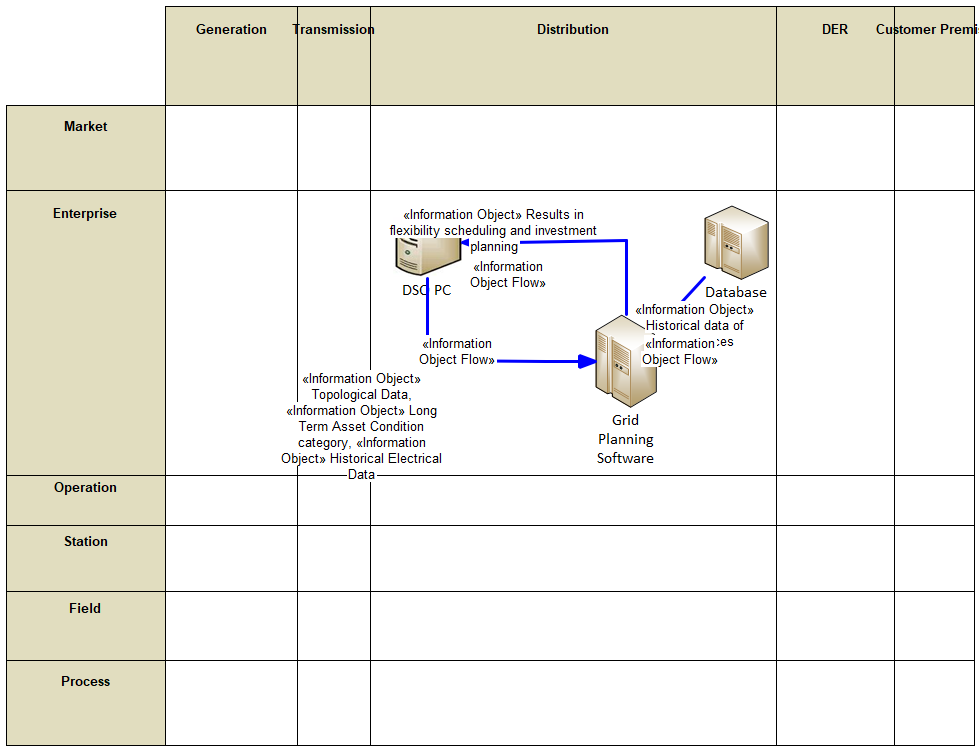 Generation
Transmission
Distribution
DER
Customer Premi
Market
Enterprise
«Information Object» Results in
flexibility scheduling and investment
planning
«Information
Object Flow»
DSO PC
Database
«Information Object»
Historical data of
«Information
Object Flow»
«Information
Object Flow»
Grid
Planning
Software
«Information Object»
Topological Data,
«Information Object» Long
Term Asset Condition
category, «Information
Object» Historical Electrical
Data
Operation
Station
Field
Process